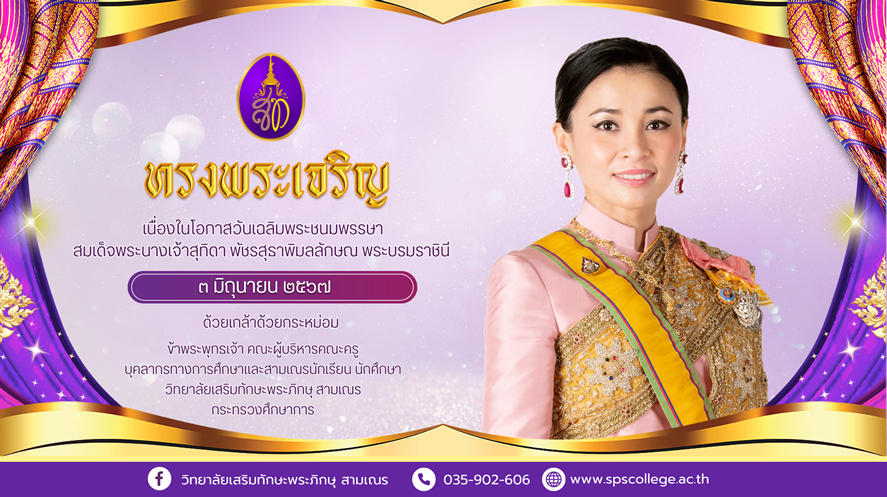 สท
ทรงพระเจริญ
เนื่องในโอกาสวันเฉลิมพระชนมพรรษา
สมเด็จพระนางเจ้าสุทิดา พัชรสุธาพิมลลักษณ พระบรมราชินี
๓ มิถุนายน ๒๕๖๗
ด้วยเกล้าด้วยกระหม่อม
ข้าพระพุทธเจ้า คณะผู้บริหารคณะครู
บุคลากรทางการศึกษาและสามเณรนักเรียน นักศึกษา
วิทยาลัยเสริมทักษะพระภิกษุ สามเณร
กระทรวงศึกษาการ
วิทยาลัยเสริมทักษะพระภิกษุ สามเณร 035-902-606 www.spscollege.ac.th